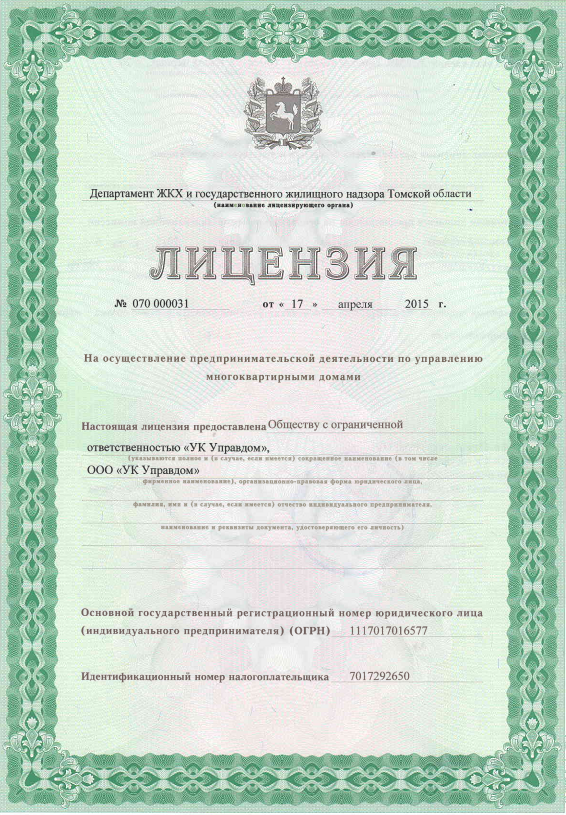 Департамент ЖКХ и государственного жилищного надзора Томской области
(наименование лицензирующего органа)
ЛИЦЕНЗИЯ
№ 070 000031 от « 17 » апреля 2015 г.
На осуществление предпринимательской деятельности по управлению
многоквартирными домами
Настоящая лицензия предоставлена Обществу с ограниченной
ответственностью «УК Управдом»,
(указываются полное и (в случае, если имеется) сокращенное наименование (в том числе
ООО «УК Управдом»
фирменное наименование), организационно-правовая форма юридического лица,
фамилия, имя и (в случае, если имеется) отчество индивидуального предпринимателя,
наименование и реквизиты документа, удостоверяющего его личность)
Основной государственный регистрационный номер юридического лица
(индивидуального предпринимателя) (ОГРН) 1117017016577
Идентификационный номер налогоплательщика 7017292650